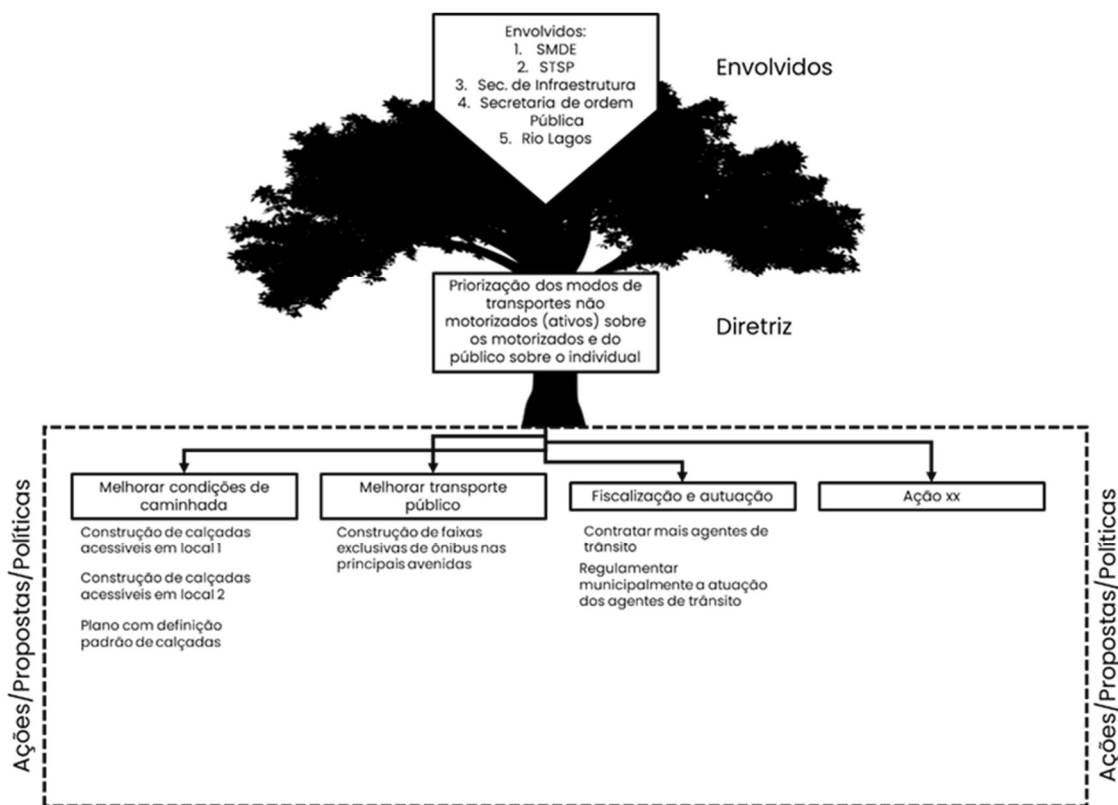 Envolvidos:
1. SMDE
2. STSP
3. Sec. de Infraestrutura
4. Secretaria de ordem
Pública
5. Rio Lagos
Envolvidos
Priorização dos modos de
transportes não
motorizados (ativos) sobre
os motorizados e do
público sobre o individual
Diretriz
Ações/Propostas/Políticas
Melhorar condições de
caminhada
Construção de calçadas
acessíveis em local 1
Construção de calçadas
acessíveis em local 2
Plano com definição
padrão de calçadas
Melhorar transporte
público
Construção de faixas
exclusivas de ônibus nas
principais avenidas
Fiscalização e autuação
Contratar mais agentes de
trânsito
Regulamentar
municipalmente a atuação
dos agentes de trânsito
Ação xx
Ações/Propostas/Políticas